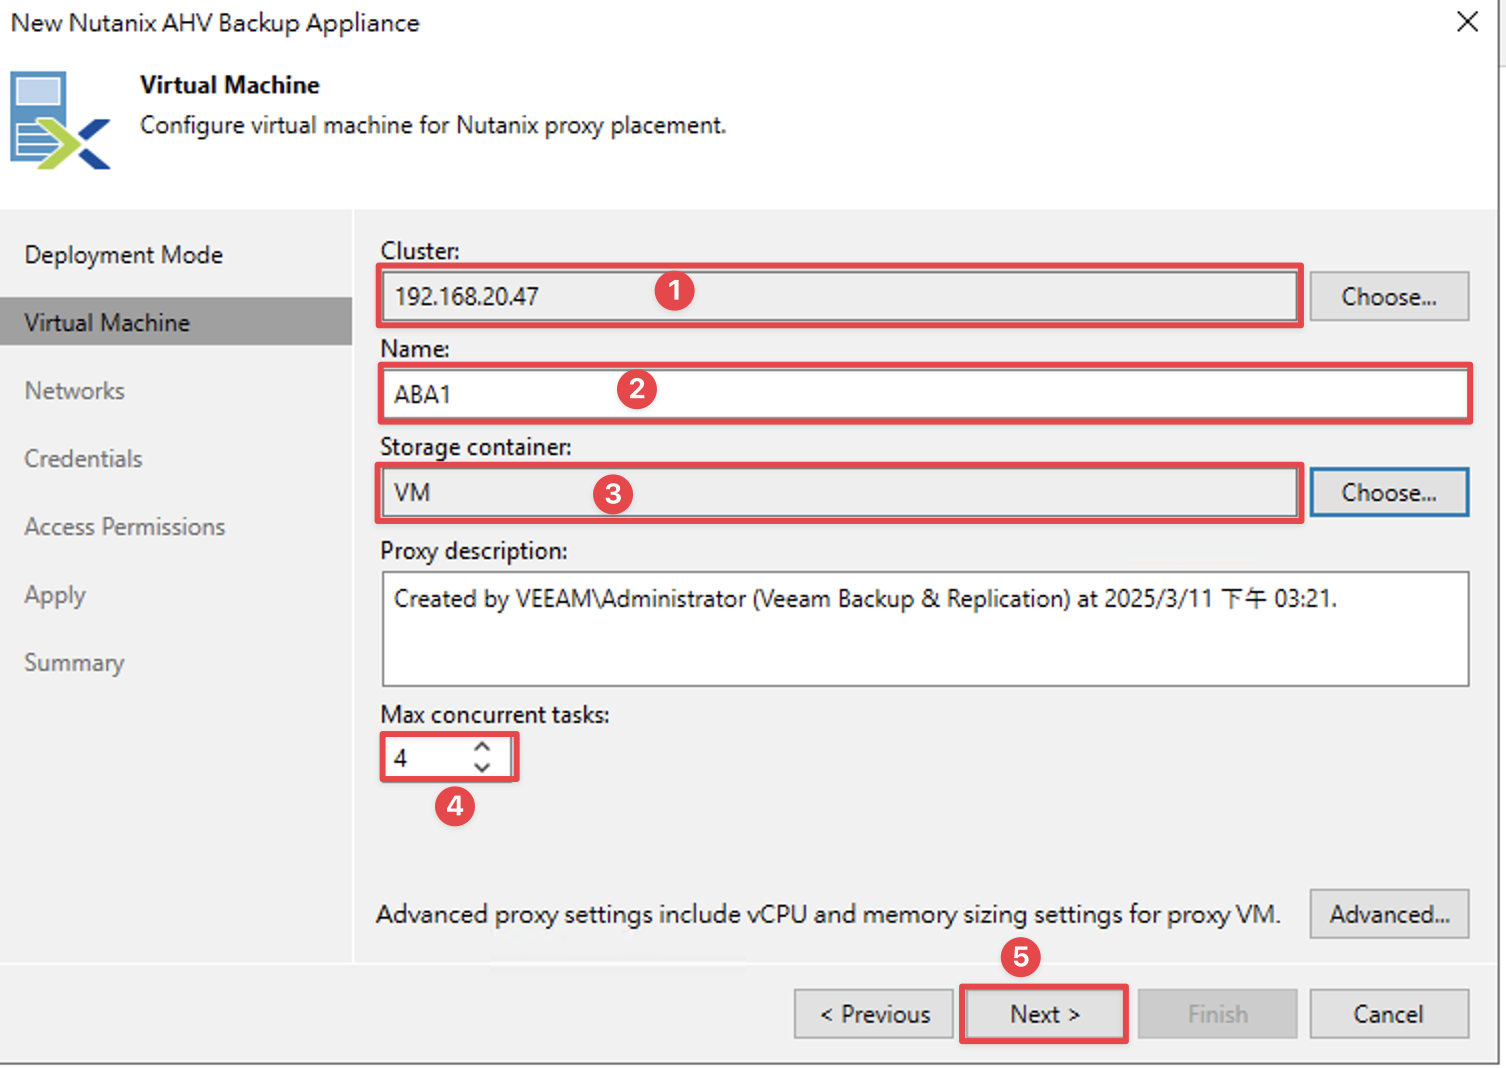 New Nutanix AHV Backup Appliance
Virtual Machine
Configure virtual machine for Nutanix proxy placement.
Deployment Mode
Virtual Machine
Networks
Credentials
Access Permissions
Apply
Summary
Cluster:
192.168.20.47
1
Choose...
Name:
ABA1
2
Storage container:
VM
3
Choose...
Proxy description:
Created by VEEAM\Administrator (Veeam Backup & Replication) at 2025/3/11 下午 03:21.
Max concurrent tasks:
4
4
Advanced proxy settings include vCPU and memory sizing settings for proxy VM.
Advanced...
5
< Previous
Next >
Finish
Cancel